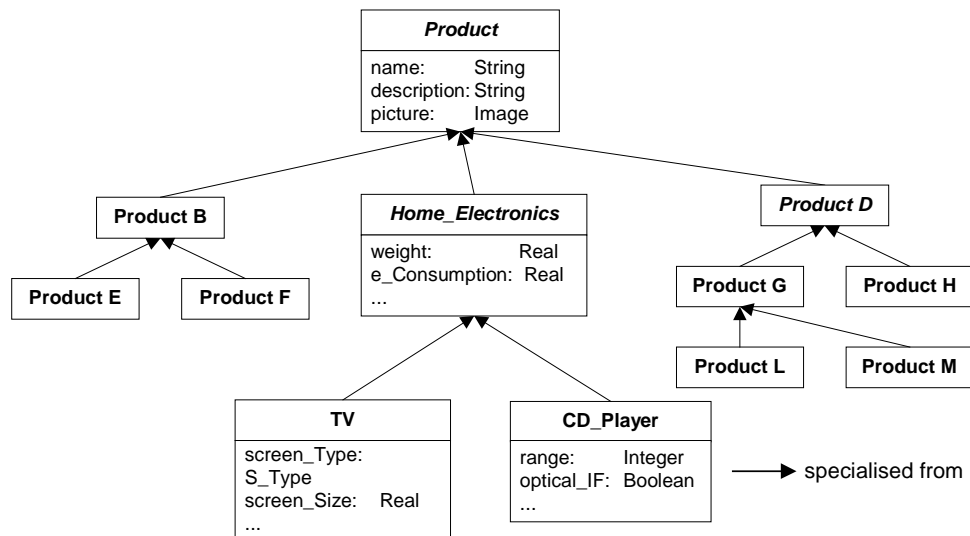 Product
name: String
description: String
picture: Image
Product B
Home_Electronics
Product D
weight: Real
e_Consumption: Real
...
Product E
Product F
Product G
Product H
Product L
Product M
TV
screen_Type:
S_Type
screen_Size: Real
...
CD_Player
range: Integer
optical_IF: Boolean
...
specialised from